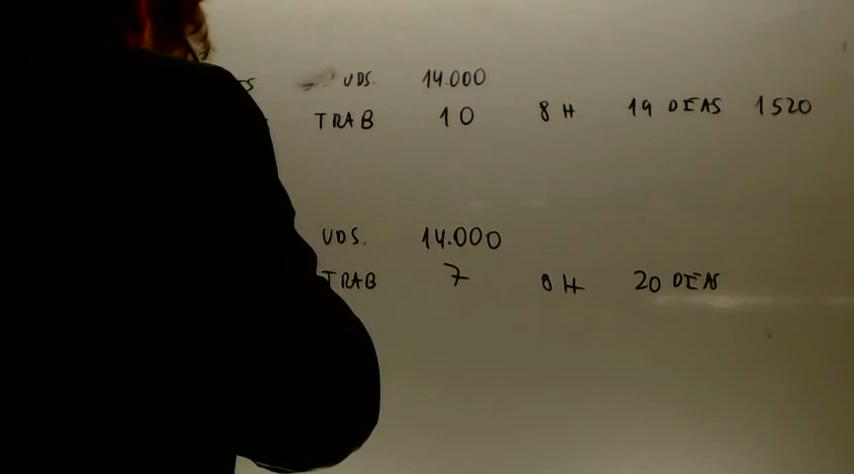 UDS. 14.000
TRAB 10 8 H 19 DIAS 1520
UDS. 14.000
TRAB 7 8 H 20 DIAS